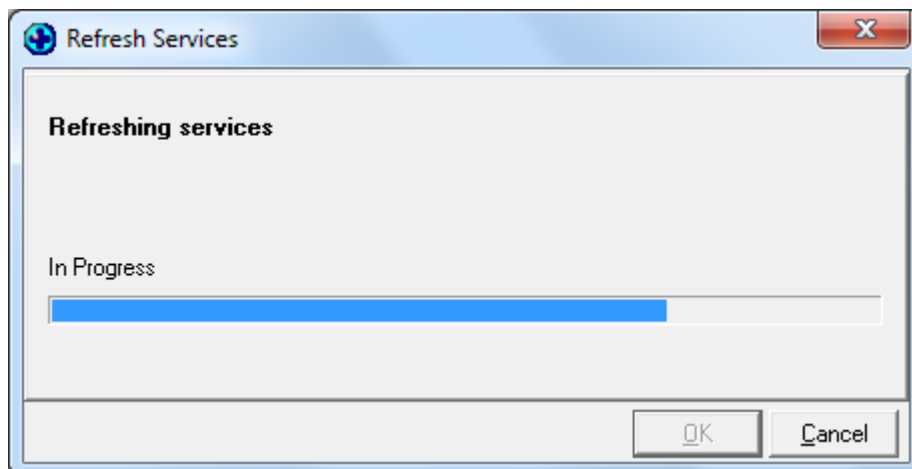 Refresh Services
Refreshing services
In Progress
OK
Cancel